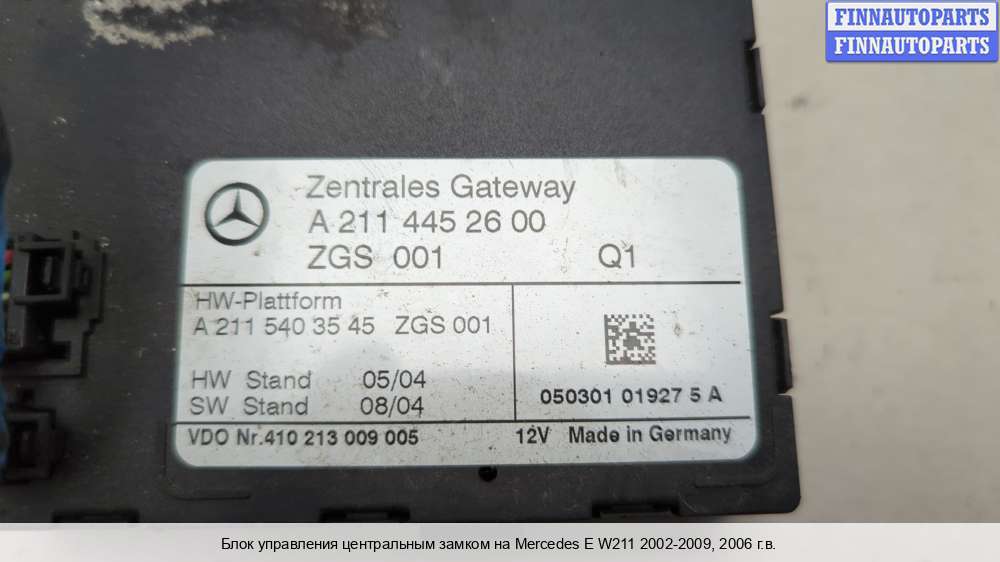 FINNAUTOPARTS
FINNAUTOPARTS
Zentrales Gateway
A 211 445 26 00
ZGS 001 Q1
HW-Plattform
A 211 540 35 45 ZGS 001
HW Stand 05/04
SW Stand 08/04
050301 01927 5 A
VDO Nr.410 213 009 005
12V Made in Germany
Блок управления центральным замком на Mercedes E W211 2002-2009, 2006 г.в.